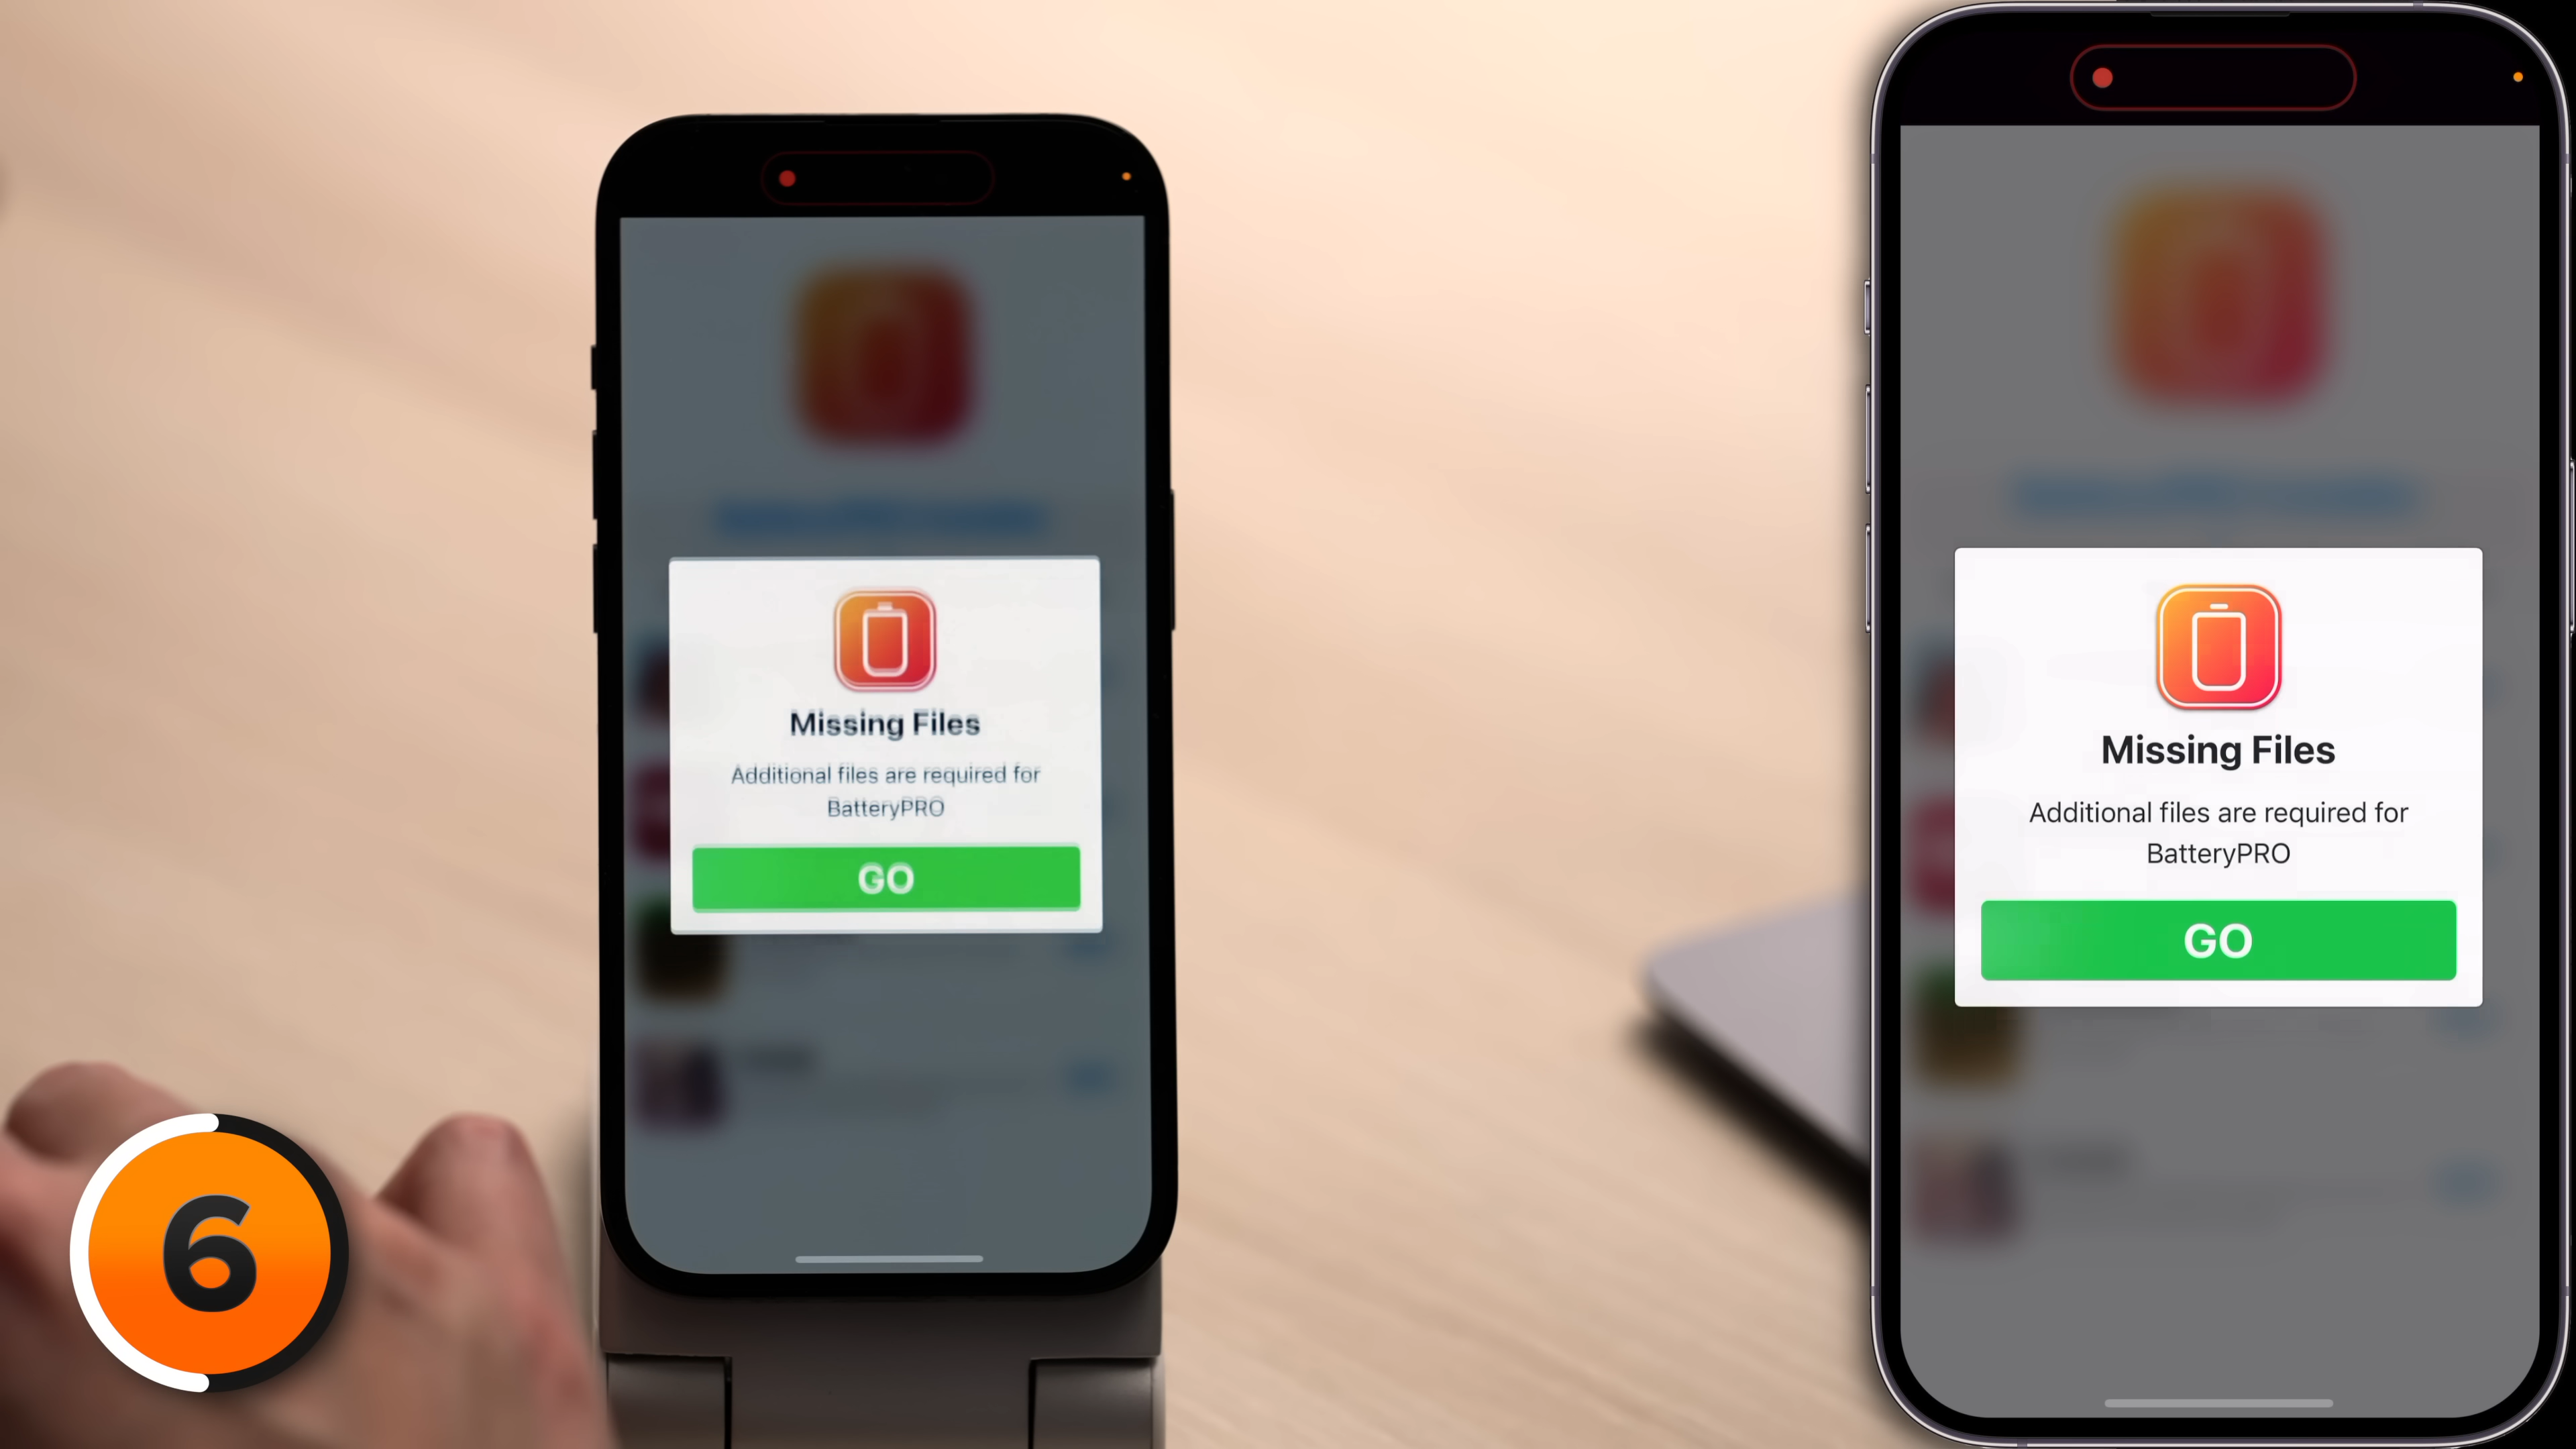 Missing Files
Additional files are required for
BatteryPRO
GO
Missing Files
Additional files are required for
BatteryPRO
GO
6